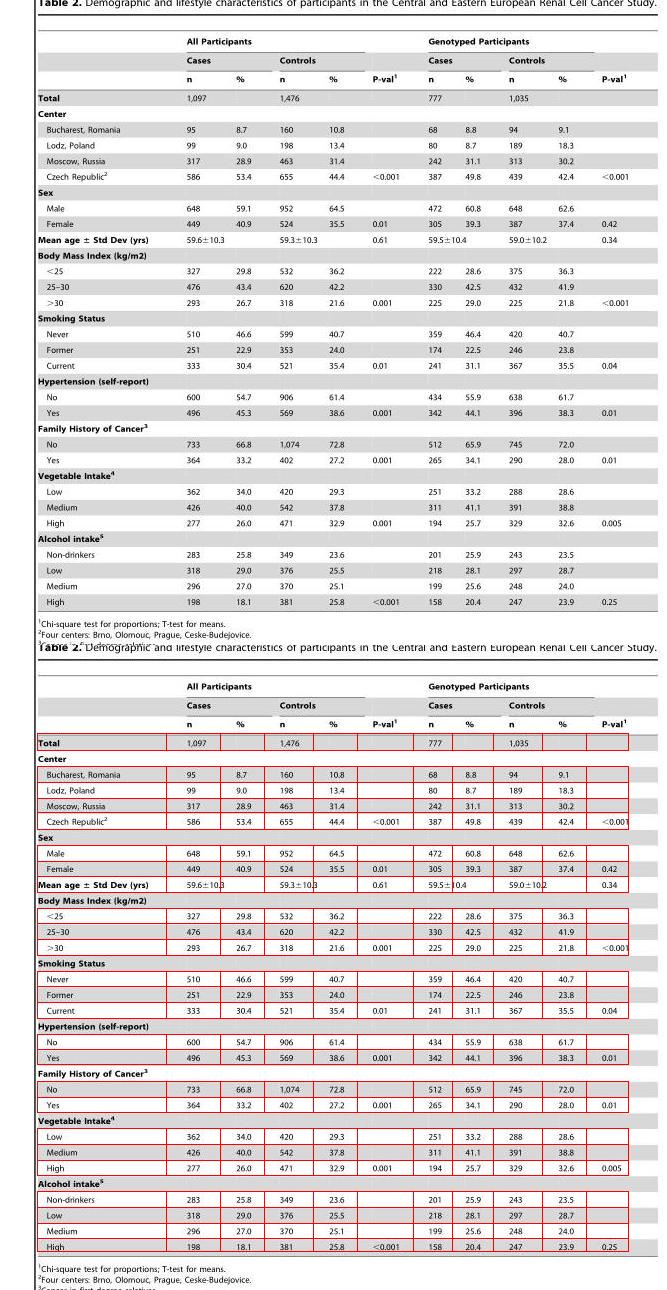 Table 2. Demographic and lifestyle characteristics of participants in the Central and Eastern European Renal Cell Cancer Study.
All Participants Genotyped Participants
Cases Controls Cases Controls
n % n % P-val¹ n % n % P-val¹
Total 1,097 1,476 777 1,035
Center
Bucharest, Romania 95 8.7 160 10.8 68 8.8 94 9.1
Lodz, Poland 99 9.0 198 13.4 80 8.7 189 18.3
Moscow, Russia 317 28.9 463 31.4 242 31.1 313 30.2
Czech Republic² 586 53.4 655 44.4 <0.001 387 49.8 439 42.4 <0.001
Sex
Male 648 59.1 952 64.5 472 60.8 648 62.6
Female 449 40.9 524 35.5 0.01 305 39.3 387 37.4 0.42
Mean age ± Std Dev (yrs) 59.6±10.3 59.3±10.3 0.61 59.5±10.4 59.0±10.2 0.34
Body Mass Index (kg/m2)
<25 327 29.8 532 36.2 222 28.6 375 36.3
25–30 476 43.4 620 42.2 330 42.5 432 41.9
>30 293 26.7 318 21.6 0.001 225 29.0 225 21.8 <0.001
Smoking Status
Never 510 46.6 599 40.7 359 46.4 420 40.7
Former 251 22.9 353 24.0 174 22.5 246 23.8
Current 333 30.4 521 35.4 0.01 241 31.1 367 35.5 0.04
Hypertension (self-report)
No 600 54.7 906 61.4 434 55.9 638 61.7
Yes 496 45.3 569 38.6 0.001 342 44.1 396 38.3 0.01
Family History of Cancer³
No 733 66.8 1,074 72.8 512 65.9 745 72.0
Yes 364 33.2 402 27.2 0.001 265 34.1 290 28.0 0.01
Vegetable Intake⁴
Low 362 34.0 420 29.3 251 33.2 288 28.6
Medium 426 40.0 542 37.8 311 41.1 391 38.8
High 277 26.0 471 32.9 0.001 194 25.7 329 32.6 0.005
Alcohol intake⁵
Non-drinkers 283 25.8 349 23.6 201 25.9 243 23.5
Low 318 29.0 376 25.5 218 28.1 297 28.7
Medium 296 27.0 370 25.1 199 25.6 248 24.0
High 198 18.1 381 25.8 <0.001 158 20.4 247 23.9 0.25
¹Chi-square test for proportions; T-test for means.
²Four centers: Brno, Olomouc, Prague, Ceske-Budejovice.
Table 2. Demographic and lifestyle characteristics of participants in the Central and Eastern European Renal Cell Cancer Study.
All Participants Genotyped Participants
Cases Controls Cases Controls
n % n % P-val¹ n % n % P-val¹
Total 1,097 1,476 777 1,035
Center
Bucharest, Romania 95 8.7 160 10.8 68 8.8 94 9.1
Lodz, Poland 99 9.0 198 13.4 80 8.7 189 18.3
Moscow, Russia 317 28.9 463 31.4 242 31.1 313 30.2
Czech Republic² 586 53.4 655 44.4 <0.001 387 49.8 439 42.4 <0.001
Sex
Male 648 59.1 952 64.5 472 60.8 648 62.6
Female 449 40.9 524 35.5 0.01 305 39.3 387 37.4 0.42
Mean age ± Std Dev (yrs) 59.6±10.3 59.3±10.3 0.61 59.5±10.4 59.0±10.2 0.34
Body Mass Index (kg/m2)
<25 327 29.8 532 36.2 222 28.6 375 36.3
25–30 476 43.4 620 42.2 330 42.5 432 41.9
>30 293 26.7 318 21.6 0.001 225 29.0 225 21.8 <0.001
Smoking Status
Never 510 46.6 599 40.7 359 46.4 420 40.7
Former 251 22.9 353 24.0 174 22.5 246 23.8
Current 333 30.4 521 35.4 0.01 241 31.1 367 35.5 0.04
Hypertension (self-report)
No 600 54.7 906 61.4 434 55.9 638 61.7
Yes 496 45.3 569 38.6 0.001 342 44.1 396 38.3 0.01
Family History of Cancer³
No 733 66.8 1,074 72.8 512 65.9 745 72.0
Yes 364 33.2 402 27.2 0.001 265 34.1 290 28.0 0.01
Vegetable Intake⁴
Low 362 34.0 420 29.3 251 33.2 288 28.6
Medium 426 40.0 542 37.8 311 41.1 391 38.8
High 277 26.0 471 32.9 0.001 194 25.7 329 32.6 0.005
Alcohol intake⁵
Non-drinkers 283 25.8 349 23.6 201 25.9 243 23.5
Low 318 29.0 376 25.5 218 28.1 297 28.7
Medium 296 27.0 370 25.1 199 25.6 248 24.0
High 198 18.1 381 25.8 <0.001 158 20.4 247 23.9 0.25
¹Chi-square test for proportions; T-test for means.
²Four centers: Brno, Olomouc, Prague, Ceske-Budejovice.
³Cancer in first degree relatives.